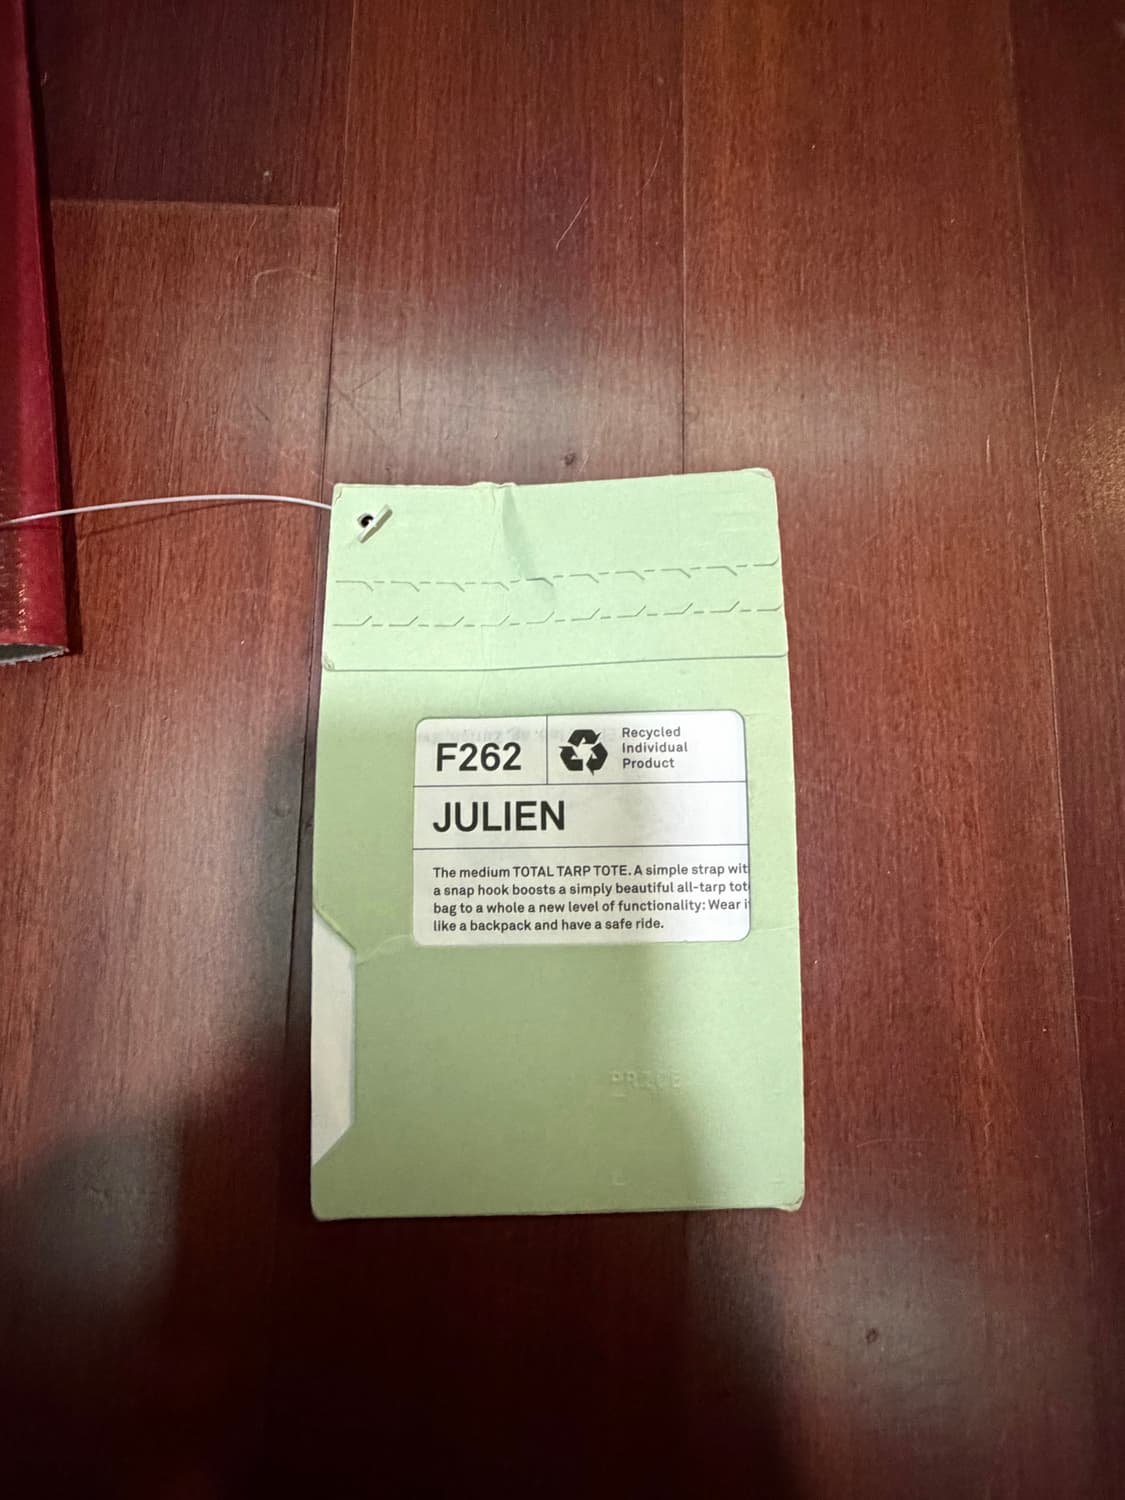 F262
Recycled
Individual
Product
JULIEN
The medium TOTAL TARP TOTE. A simple strap wit
a snap hook boosts a simply beautiful all-tarp tot
bag to a whole a new level of functionality: Wear i
like a backpack and have a safe ride.
PRICE